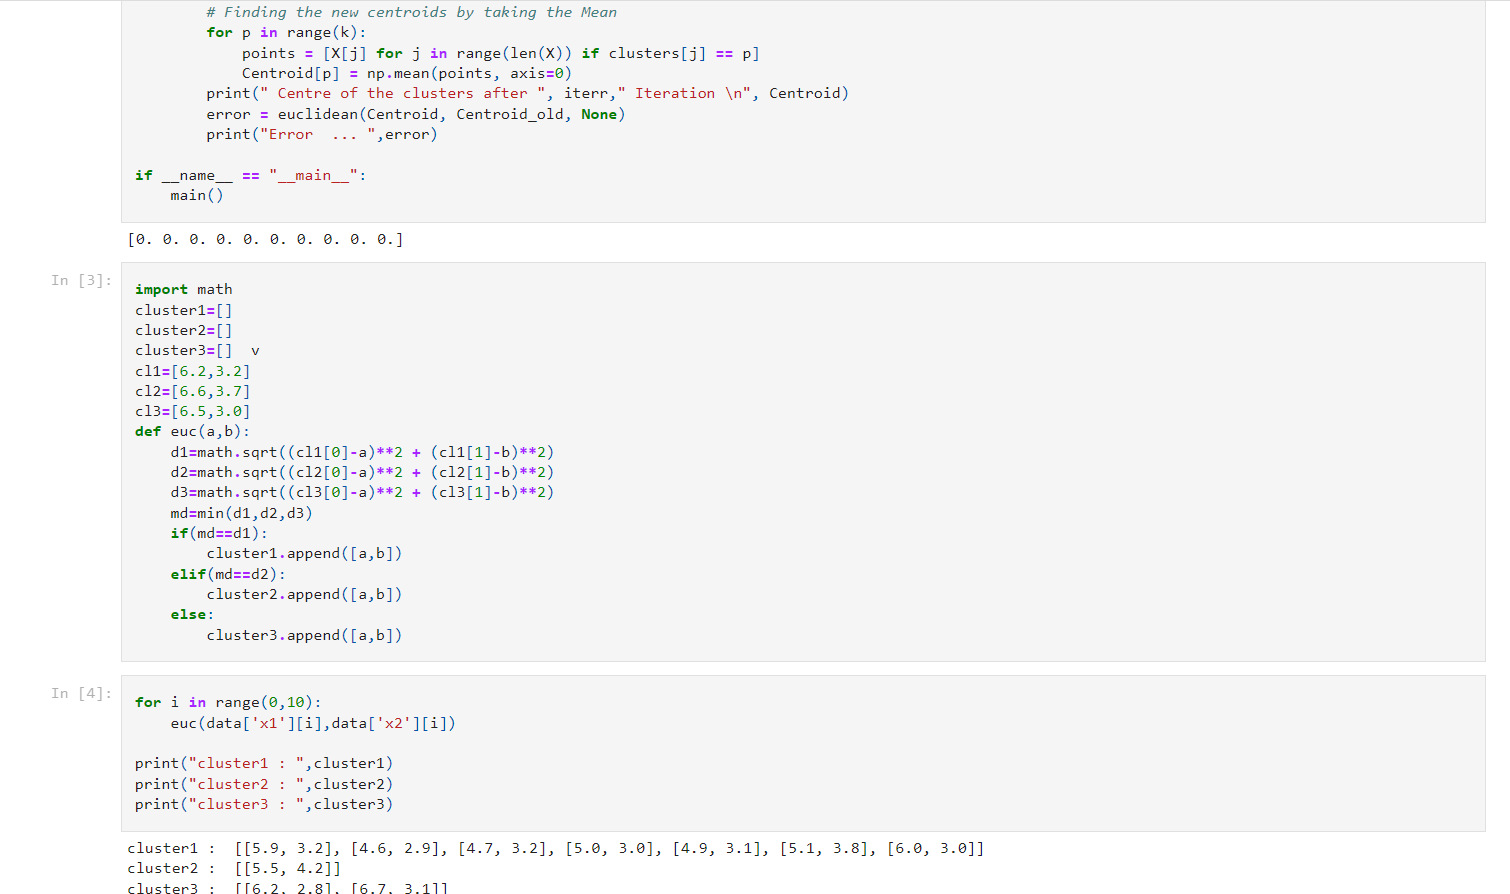 # Finding the new centroids by taking the Mean
for p in range(k):
points = [X[j] for j in range(len(X)) if clusters[j] == p]
Centroid[p] = np.mean(points, axis=0)
print(" Centre of the clusters after ", iterr," Iteration \n", Centroid)
error = euclidean(Centroid, Centroid_old, None)
print("Error  ... ",error)
if __name__ == "__main__":
main()
[0. 0. 0. 0. 0. 0. 0. 0. 0. 0.]
In [3]:
import math
cluster1=[]
cluster2=[]
cluster3=[]  v
cl1=[6.2,3.2]
cl2=[6.6,3.7]
cl3=[6.5,3.0]
def euc(a,b):
d1=math.sqrt((cl1[0]-a)**2 + (cl1[1]-b)**2)
d2=math.sqrt((cl2[0]-a)**2 + (cl2[1]-b)**2)
d3=math.sqrt((cl3[0]-a)**2 + (cl3[1]-b)**2)
md=min(d1,d2,d3)
if(md==d1):
cluster1.append([a,b])
elif(md==d2):
cluster2.append([a,b])
else:
cluster3.append([a,b])
In [4]:
for i in range(0,10):
euc(data['x1'][i],data['x2'][i])
print("cluster1 : ",cluster1)
print("cluster2 : ",cluster2)
print("cluster3 : ",cluster3)
cluster1 :  [[5.9, 3.2], [4.6, 2.9], [4.7, 3.2], [5.0, 3.0], [4.9, 3.1], [5.1, 3.8], [6.0, 3.0]]
cluster2 :  [[5.5, 4.2]]
cluster3 :  [[6.2, 2.8], [6.7, 3.1]]